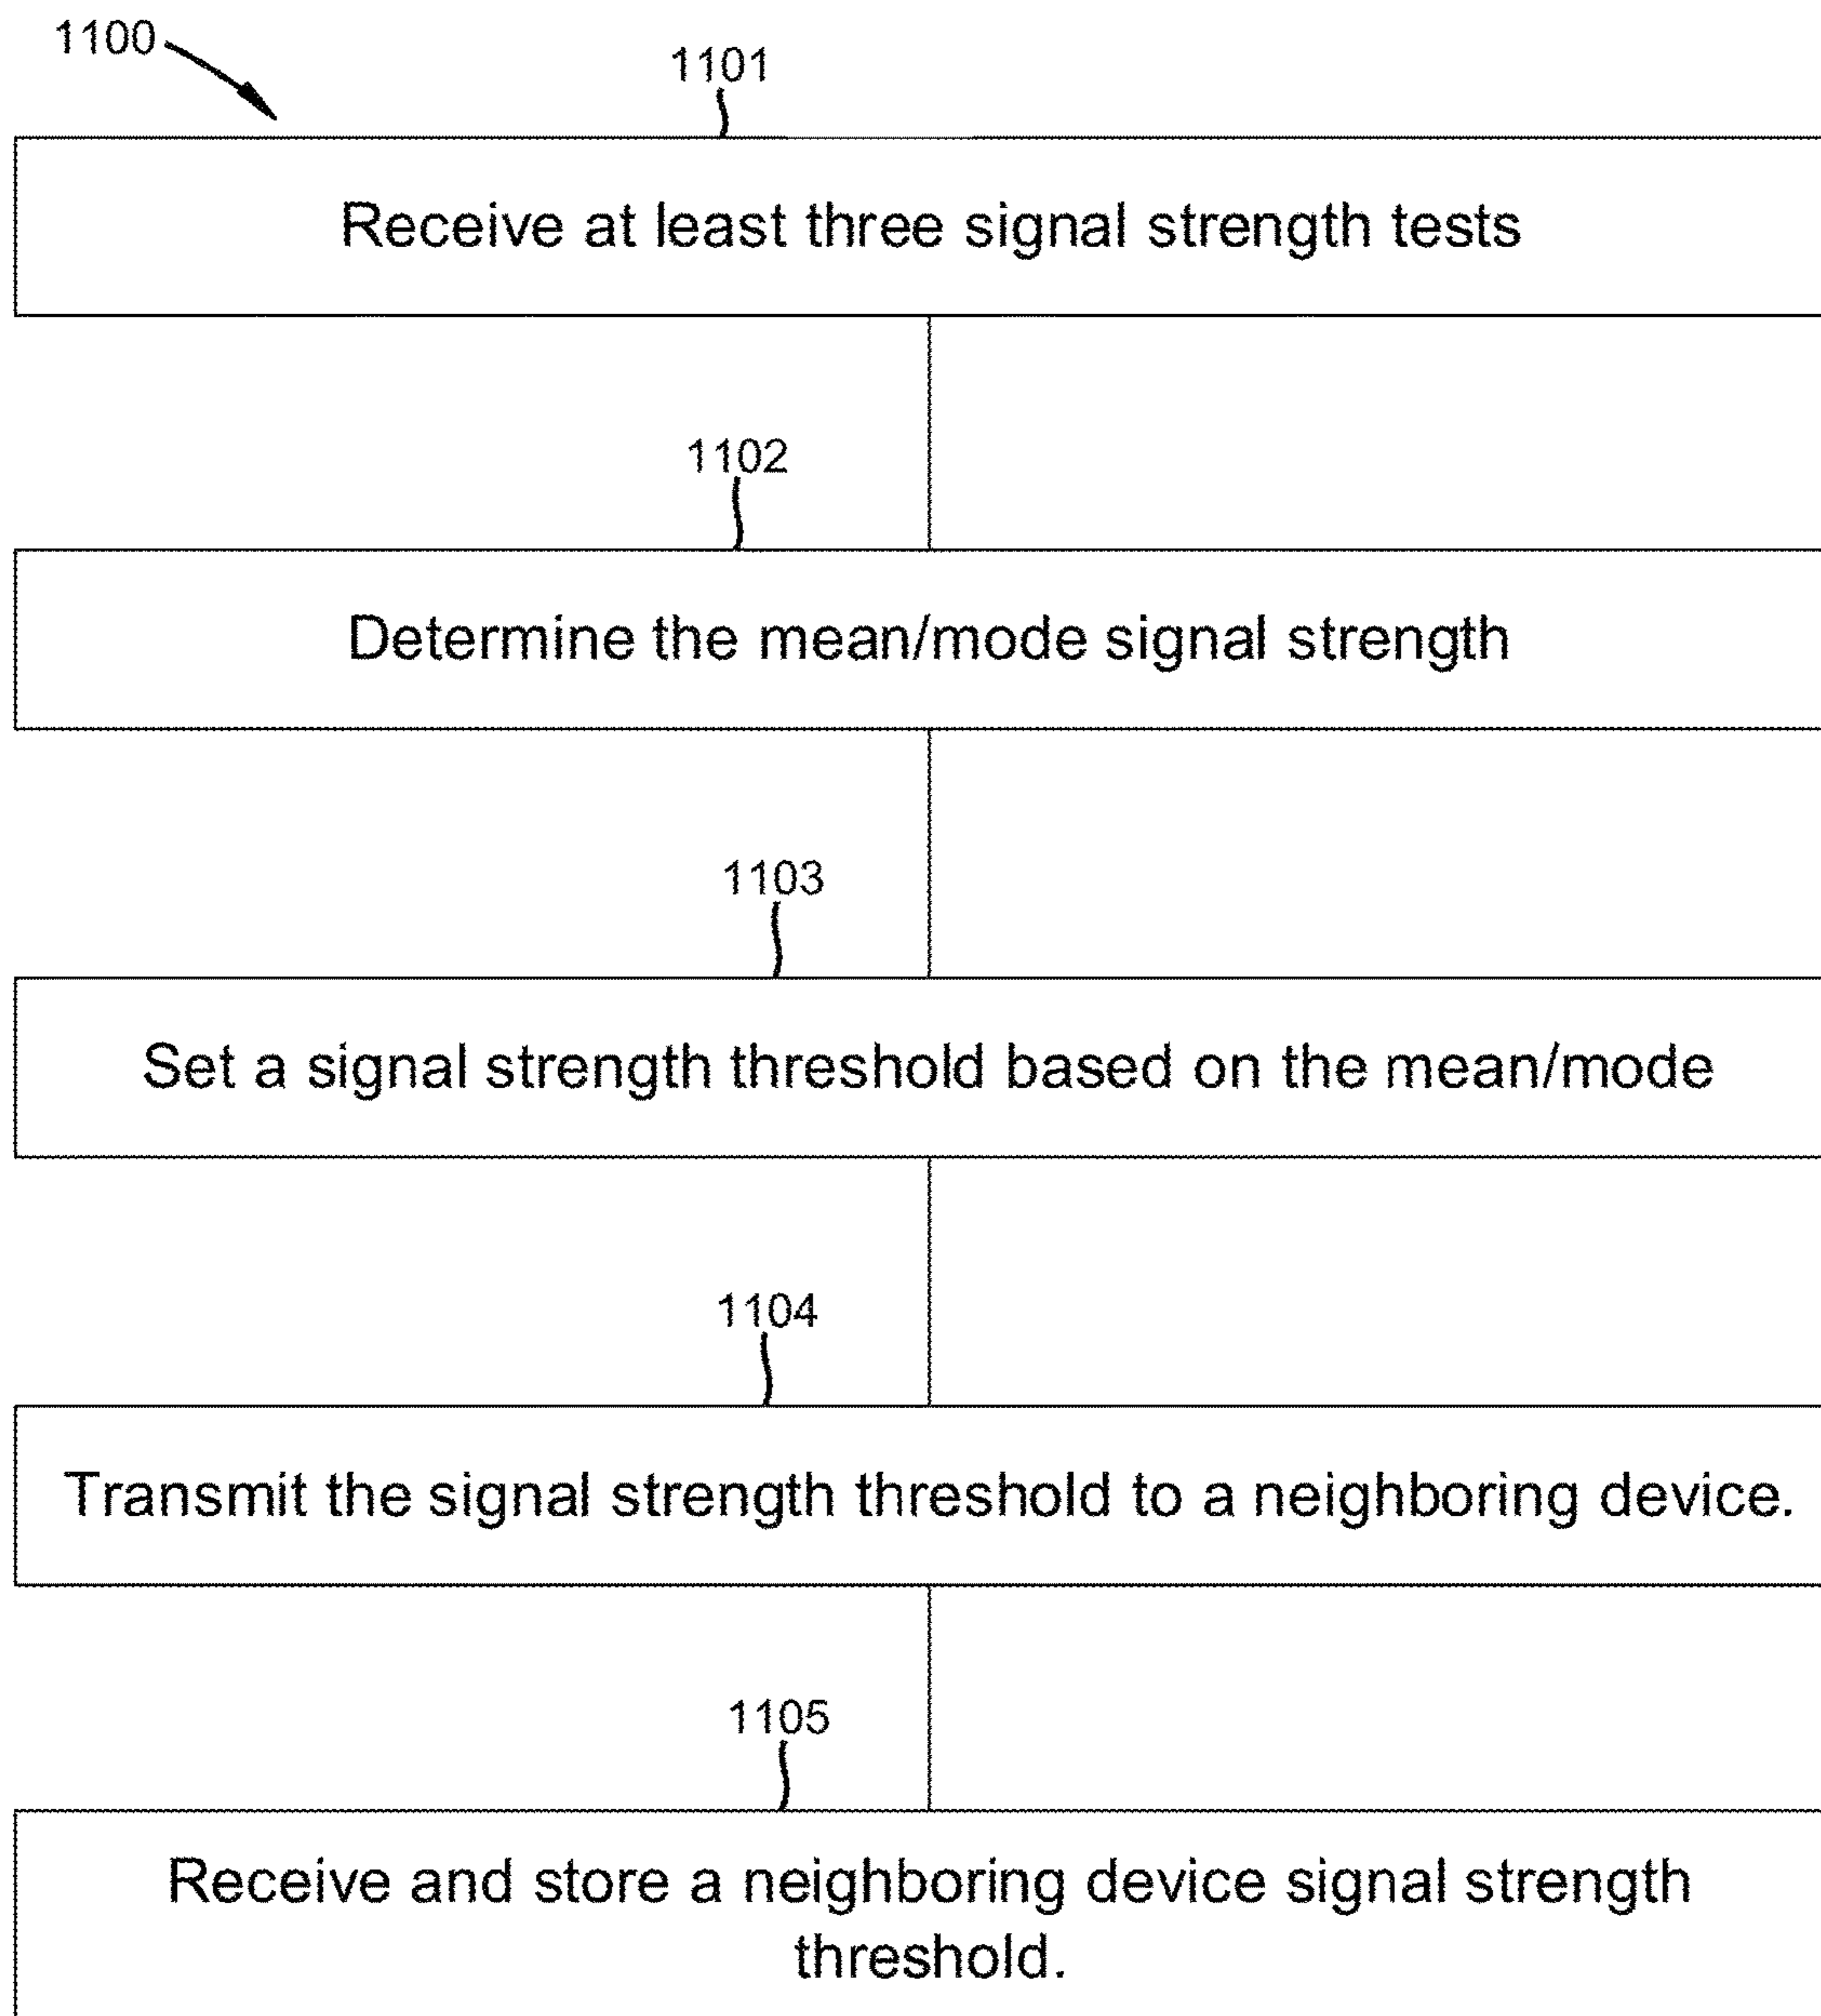 1100
1101
Receive at least three signal strength tests
1102
Determine the mean/mode signal strength
1103
Set a signal strength threshold based on the mean/mode
1104
Transmit the signal strength threshold to a neighboring device.
1105
Receive and store a neighboring device signal strength
threshold.